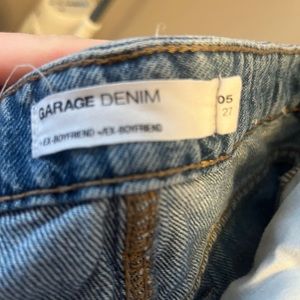 GARAGE DENIM
-EX-BOYFRIEND -/EX-BOYFRIEND
05
27